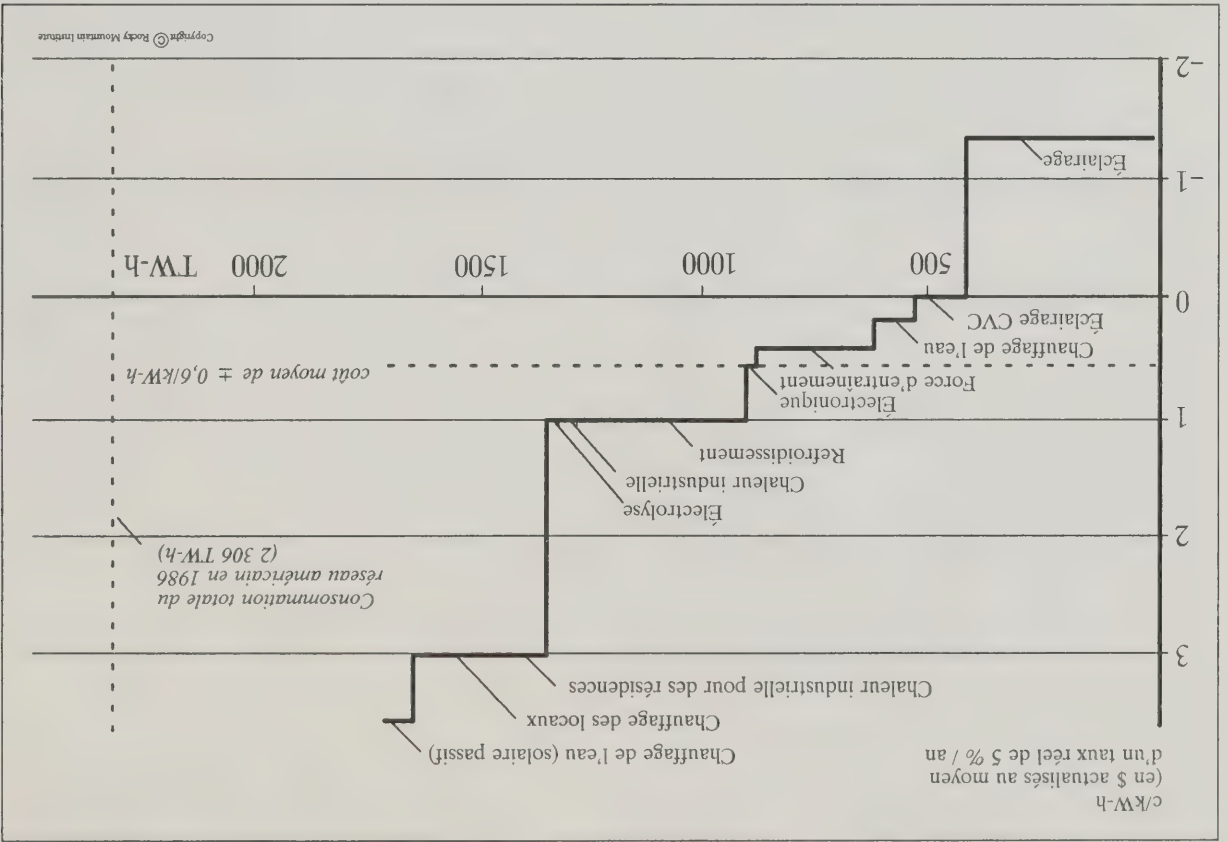 c/kW-h
(en $ actualisés au moyen
d'un taux réel de 5 % / an
Chauffage de l'eau (solaire passif)
Chauffage des locaux
Chaleur industrielle pour des résidences
3
Consommation totale du
réseau américain en 1986
(2 306 TW-h)
2
Électrolyse
Chaleur industrielle
Refroidissement
1
Électronique
Force d'entraînement
coût moyen de ± 0,6/kW-h
Chauffage de l'eau
Éclairage CVC
0
500
1000
1500
2000
TW-h
-1
Éclairage
-2
Copyright © Rocky Mountain Institute